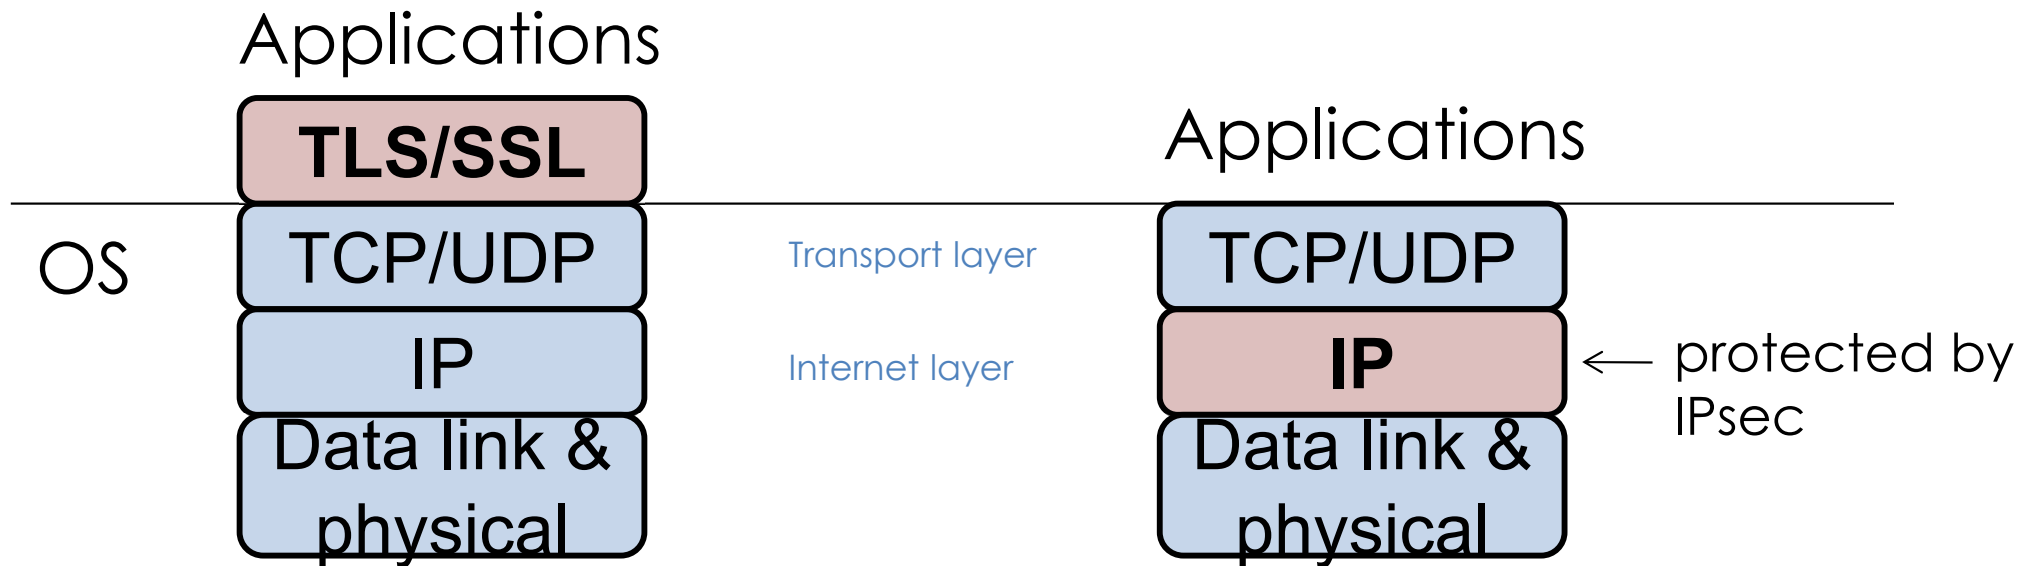 Applications
TLS/SSL
OS
TCP/UDP
IP
Data link &
physical
Transport layer
Internet layer
Applications
TCP/UDP
IP
Data link &
physical
protected by
IPsec